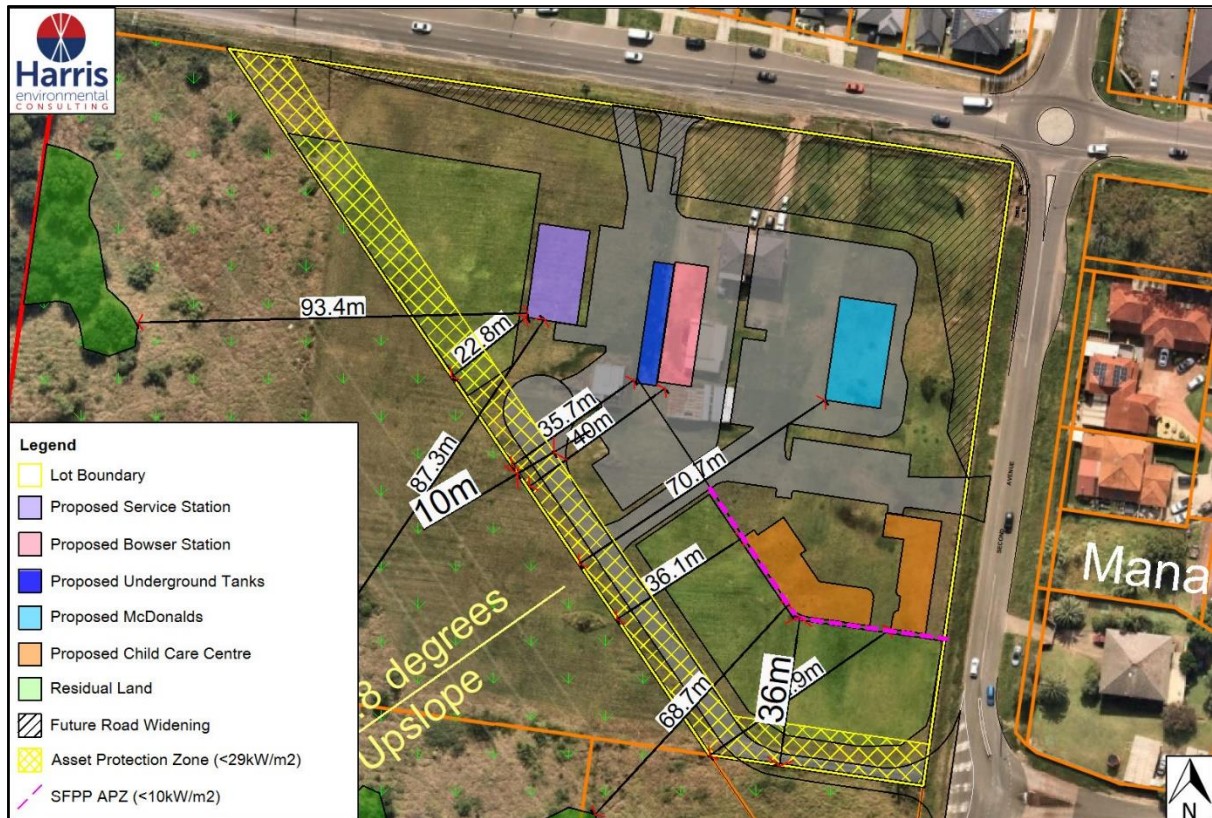 Harris
environmental
CONSULTING
93.4m
22.8m
35.7m
40m
87.3m
10m
70.7m
36.1m
SECOND
AVENUE
Mana
.8 degrees
Upslope
68.7m
36m
.9m
Legend
Lot Boundary
Proposed Service Station
Proposed Bowser Station
Proposed Underground Tanks
Proposed McDonalds
Proposed Child Care Centre
Residual Land
Future Road Widening
Asset Protection Zone (<29kW/m2)
SFPP APZ (<10kW/m2)
N